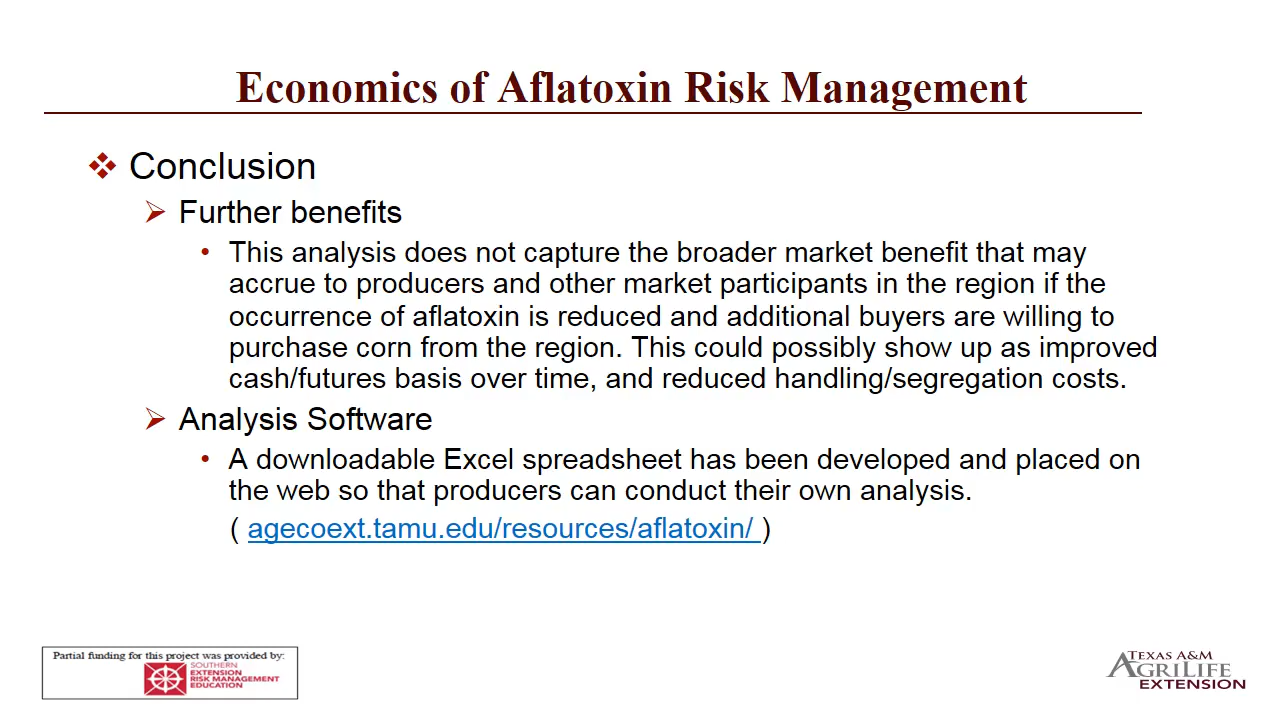 Economics of Aflatoxin Risk Management
Conclusion
Further benefits
This analysis does not capture the broader market benefit that may
accrue to producers and other market participants in the region if the
occurrence of aflatoxin is reduced and additional buyers are willing to
purchase corn from the region. This could possibly show up as improved
cash/futures basis over time, and reduced handling/segregation costs.
Analysis Software
A downloadable Excel spreadsheet has been developed and placed on
the web so that producers can conduct their own analysis.
( agecoext.tamu.edu/resources/aflatoxin/ )
Partial funding for this project was provided by:
SOUTHERN
EXTENSION
RISK MANAGEMENT
EDUCATION
TEXAS A&M
AGRILIFE
EXTENSION